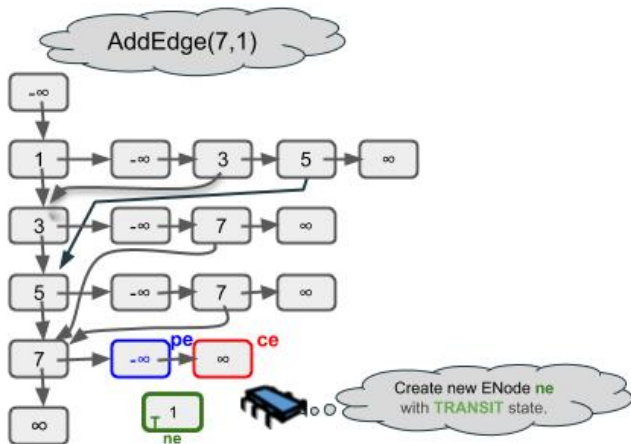 AddEdge(7,1)
-∞
1 -∞ 3 5 ∞
3 -∞ 7 ∞
5 -∞ 7 ∞
pe ce
7 -∞ ∞
∞
1
T
ne
Create new ENode ne
with TRANSIT state.